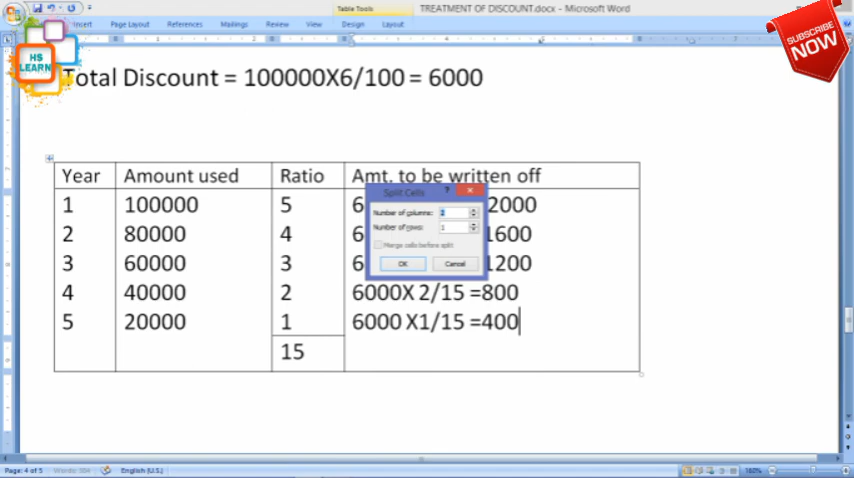 Table Tools
TREATMENT OF DISCOUNT.docx - Microsoft Word
Insert Page Layout References Mailings Ratio View Design Layout
HS
LEARN
SUBSCRIBE
NOW
Total Discount = 100000X6/100 = 6000
Year Amount used Ratio Amt. to be written off
1 100000 5 6 2000
2 80000 4 6 1600
3 60000 3 6 1200
4 40000 2 6000X 2/15 =800
5 20000 1 6000 X1/15 =400
15
Split Cells
Number of columns: 2
Number of rows: 1
Merge cells before split
OK Cancel
Page: 4 of 5 Words: 304 English (U.S.) 160%